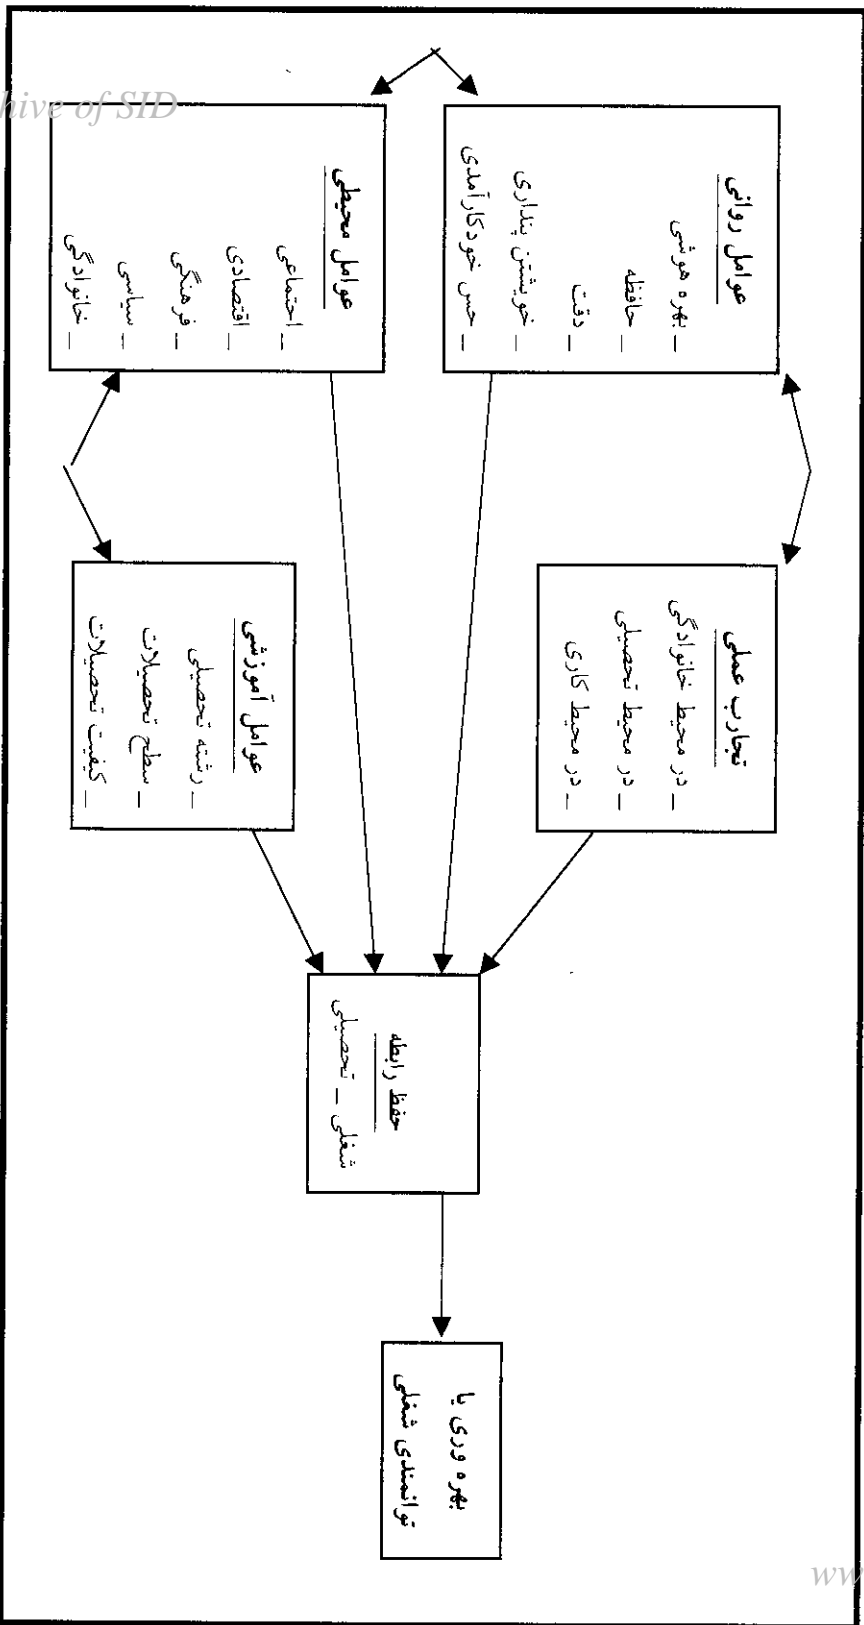 hive of SID
عوامل روانی
_ بهره هوشی
_ حافظه
_ دقت
_ خویشتن پنداری
_ حس خودکارآمدی
عوامل محیطی
_ اجتماعی
_ اقتصادی
_ فرهنگی
_ سیاسی
_ خانوادگی
تجارب عملی
_ در محیط خانوادگی
_ در محیط تحصیلی
_ در محیط کاری
عوامل آموزشی
_ رشته تحصیلی
_ سطح تحصیلات
_ کیفیت تحصیلات
حفظ رابطه
شغلی _ تحصیلی
بهره وری یا
توانمندی شغلی
ww